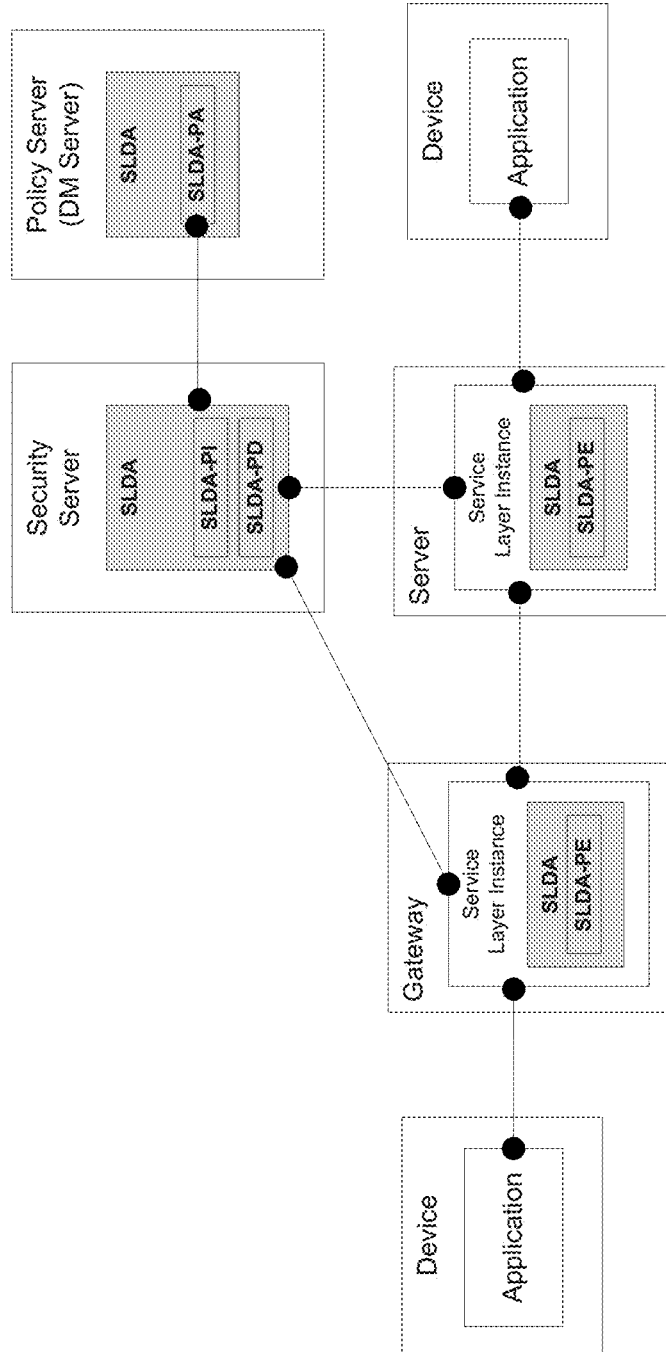 Policy Server
(DM Server)
SLDA
SLDA-PA
Security
Server
SLDA
SLDA-PI
SLDA-PD
Device
Application
Gateway
Service
Layer Instance
SLDA
SLDA-PE
Server
Service
Layer Instance
SLDA
SLDA-PE
Device
Application